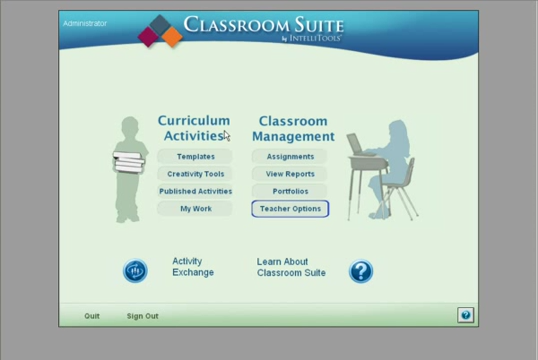 Administrator
CLASSROOM SUITE
by INTELLITOOLS
Curriculum
Activities
Templates
Creativity Tools
Published Activities
My Work
Classroom
Management
Assignments
View Reports
Portfolios
Teacher Options
Activity
Exchange
Learn About
Classroom Suite
?
Quit
Sign Out
?